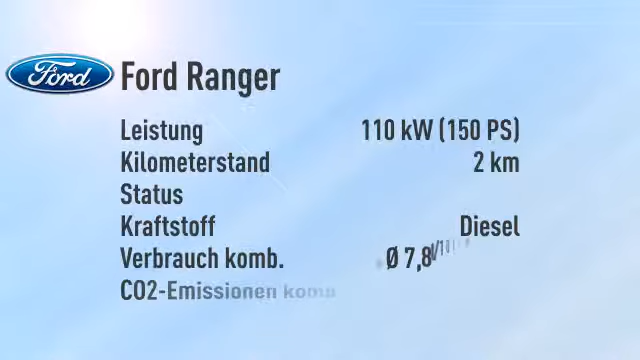 Ford Ford Ranger
Leistung 110 kW (150 PS)
Kilometerstand 2 km
Status
Kraftstoff Diesel
Verbrauch komb. Ø 7,8
CO2-Emissionen komb